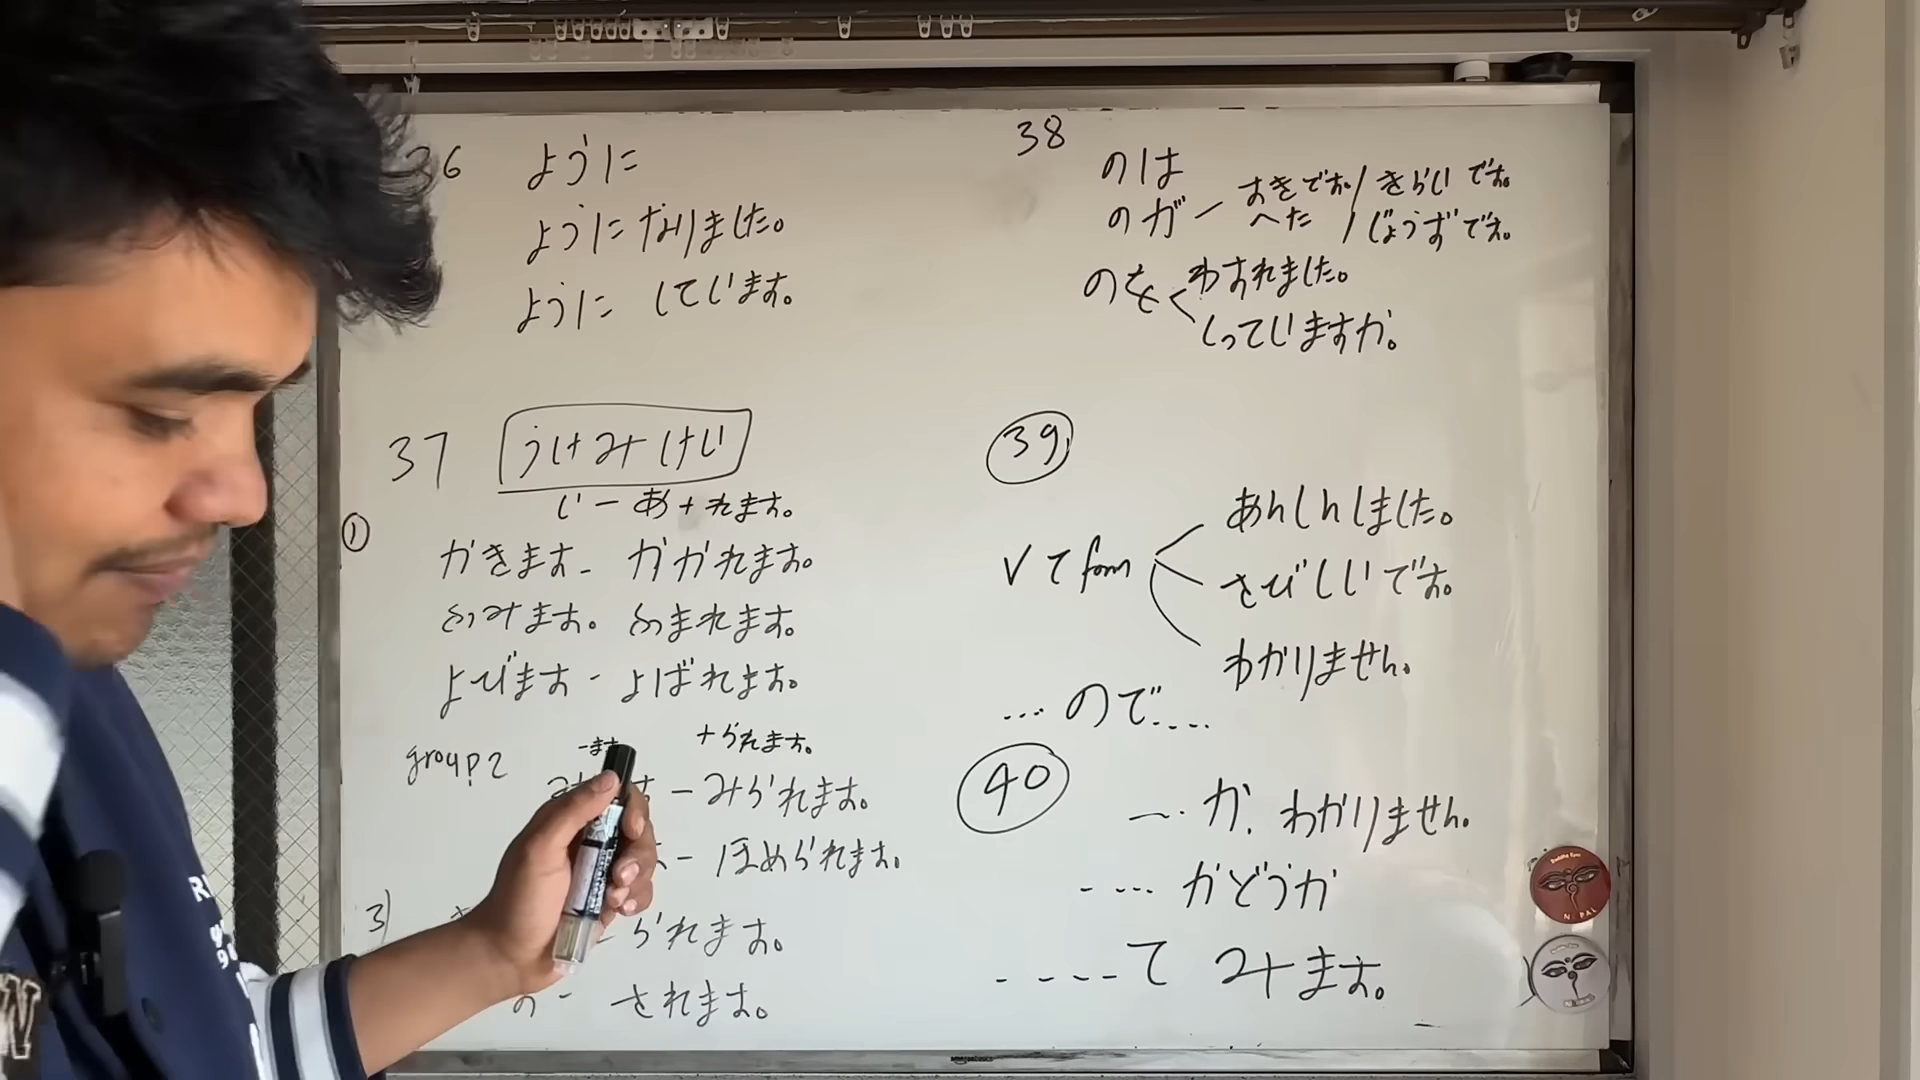 36 ように
ようになりました。
ように しています。
37 うけみけい
い - あ + れます。
① かきます - かかれます。
ふみます。 ふまれます。
よびます - よばれます。
group 2 -ます +られます。
- みられます。
- ほめられます。
3) られます。
されます。
38
のは
のが - すきです/きらいです。
へた/じょうずです。
のを < わすれました。
しっていますか。
39
あんしんしました。
V て form さびしいです。
わかりません。
... ので....
40
... か、わかりません。
- ... かどうか
- - - - て みます。
NEPAL